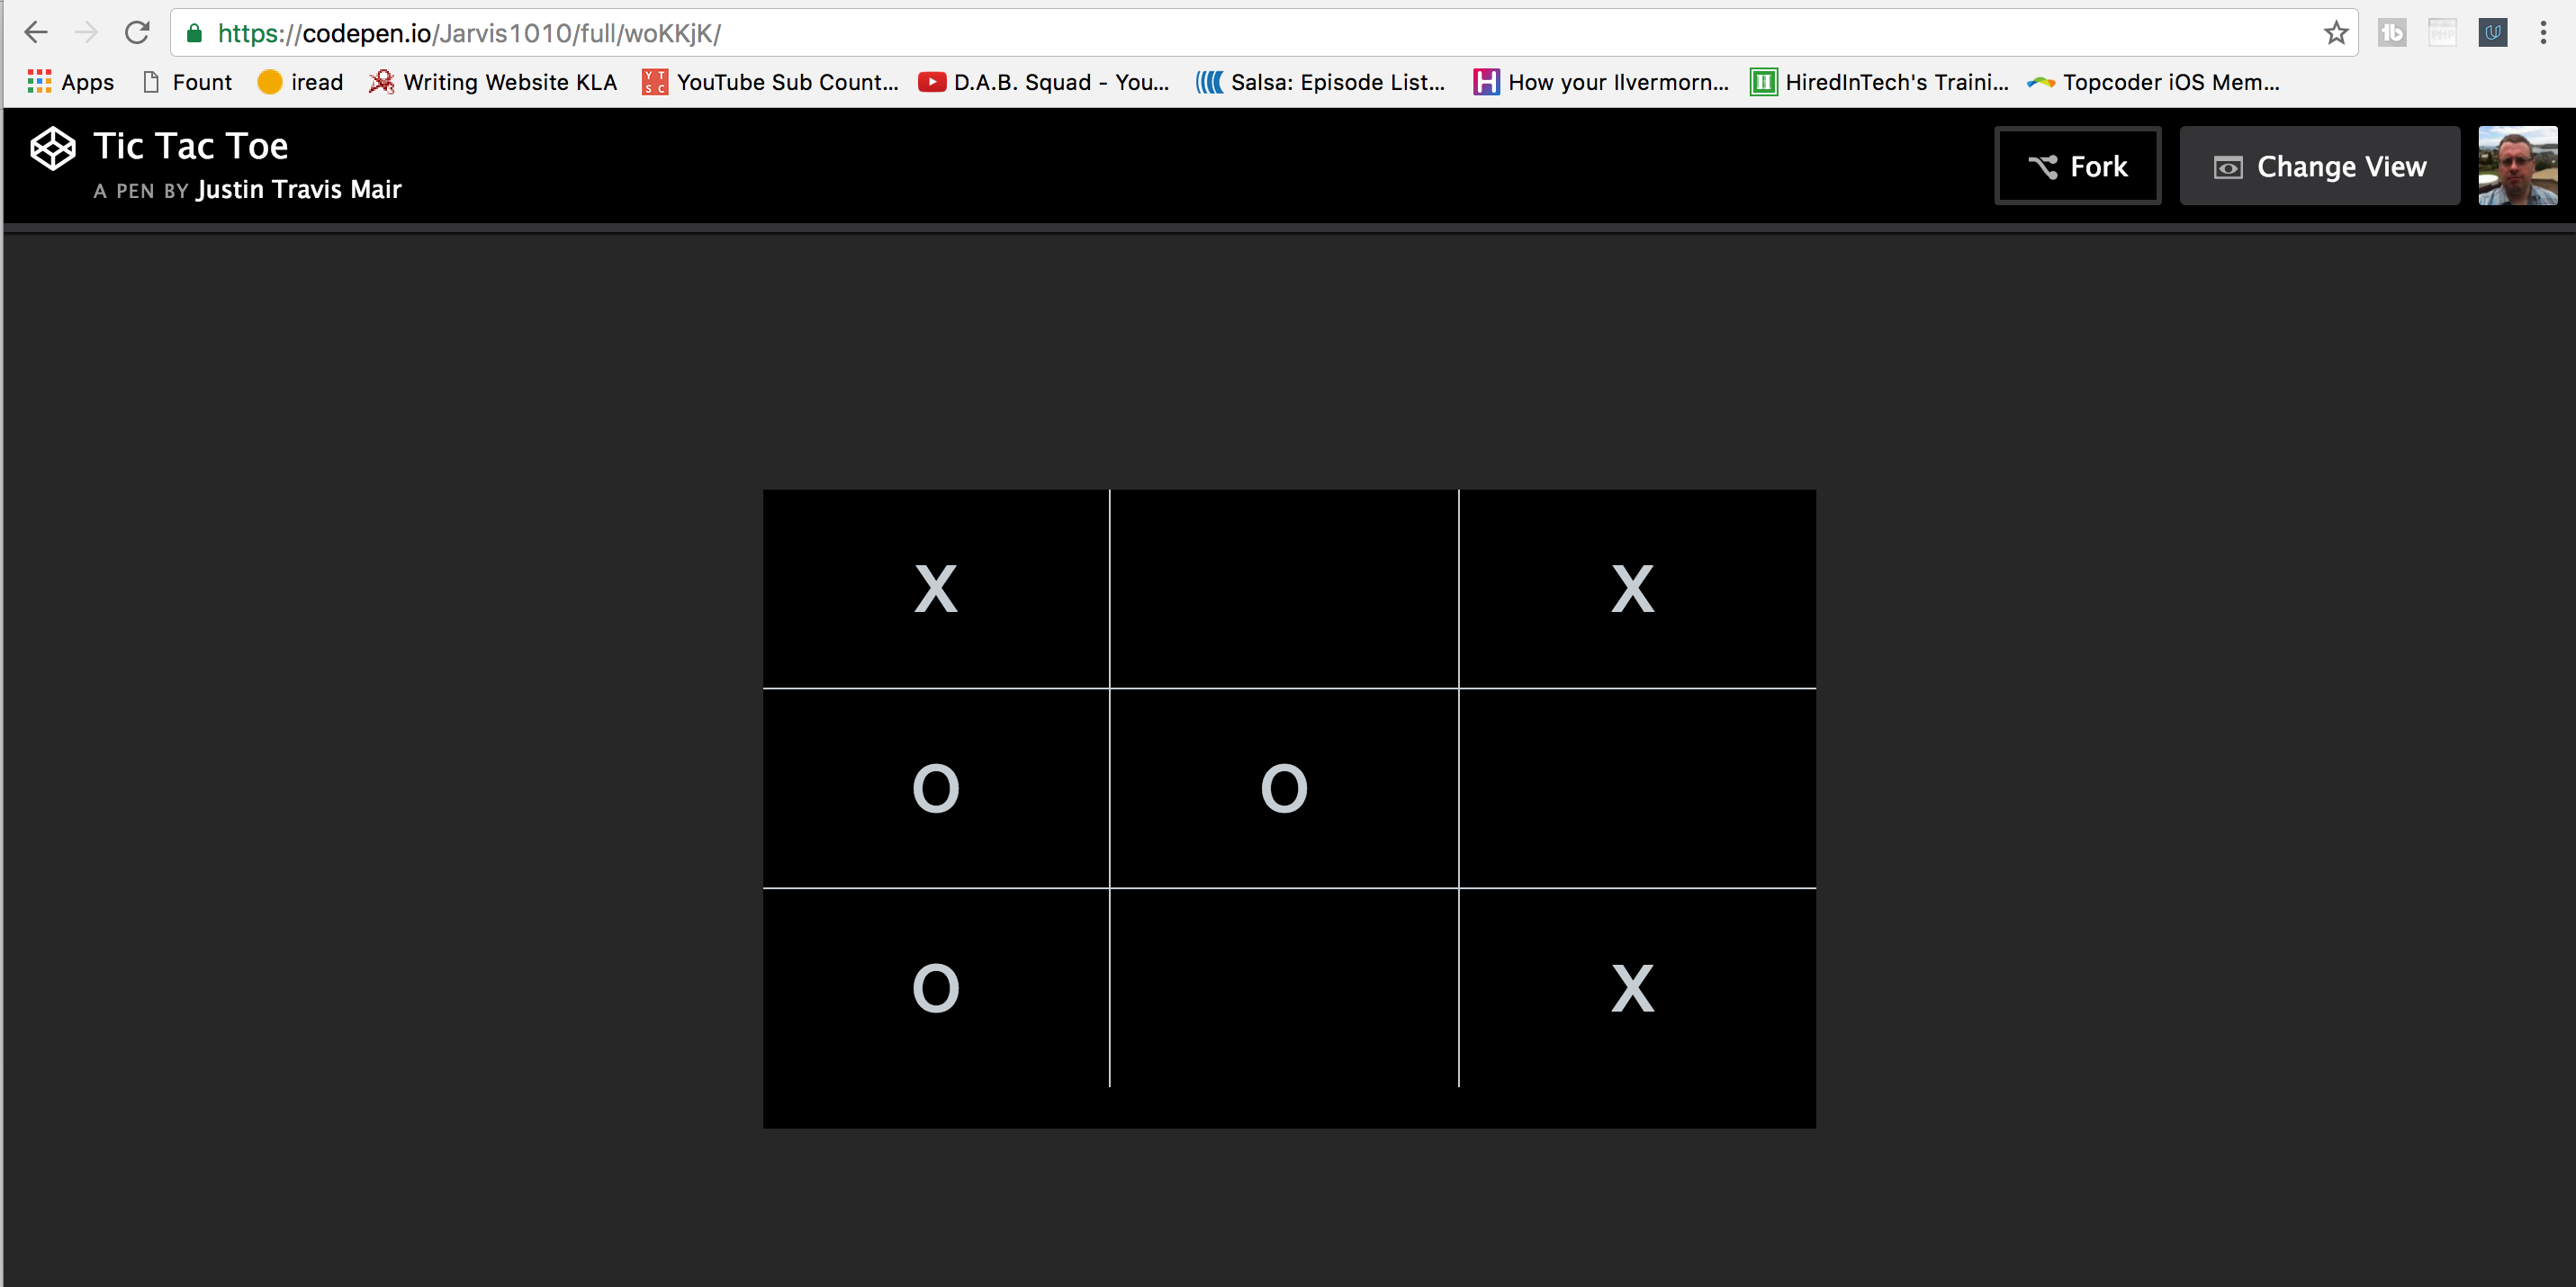 https://codepen.io/Jarvis1010/full/woKKjK/
Apps Fount iread Writing Website KLA YT SC YouTube Sub Count... D.A.B. Squad - You... Salsa: Episode List... H How your Ilvermorn... HiredInTech's Traini... Topcoder iOS Mem...
Tic Tac Toe
A PEN BY Justin Travis Mair
Fork Change View
X X
O O
O X